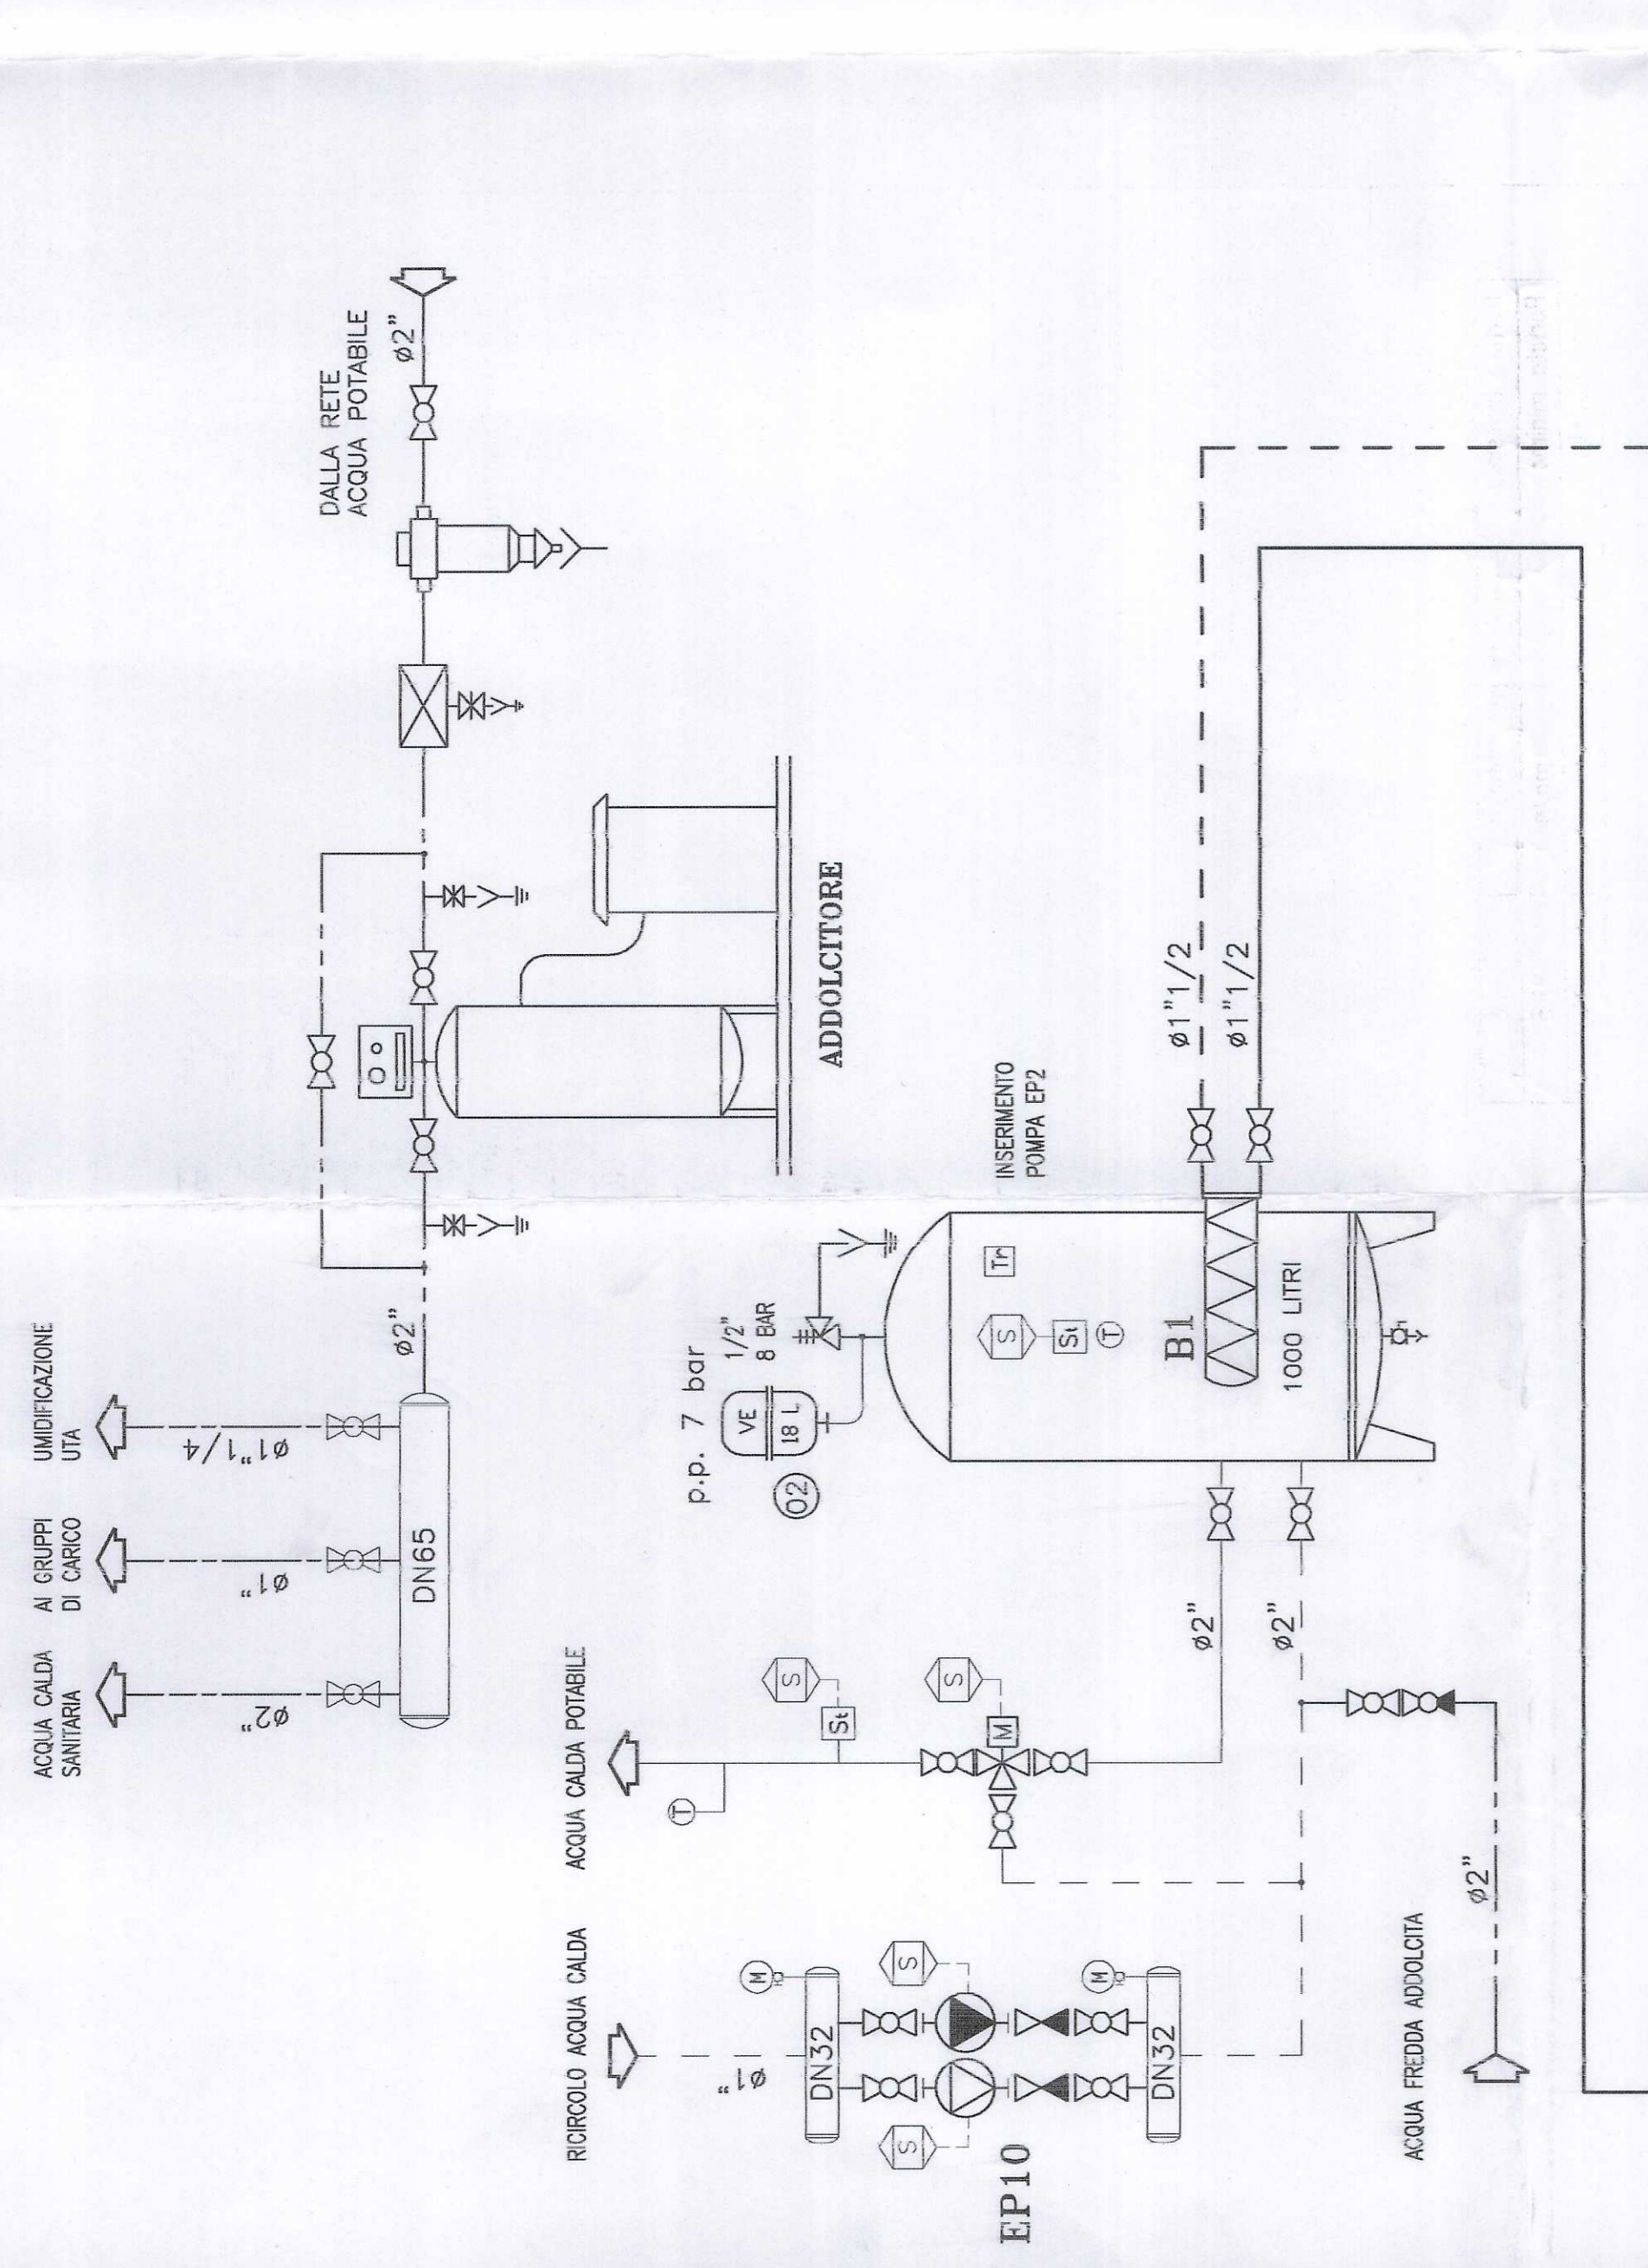 ACQUA CALDA
SANITARIA
AI GRUPPI
DI CARICO
UMIDIFICAZIONE
UTA
ø2"
ø1"
ø1"1/4
DN65
ø2"
DALLA RETE
ACQUA POTABILE
ø2"
ADDOLCITORE
RICIRCOLO ACQUA CALDA
ACQUA CALDA POTABILE
p.p. 7 bar
1/2"
8 BAR
VE
18 L
02
T
S
St
S
M
ø1"
M
DN32
S
S
M
DN32
EP10
INSERIMENTO
POMPA EP2
Tr
S
St
T
B1
1000 LITRI
ø1"1/2
ø1"1/2
ø2"
ø2"
ACQUA FREDDA ADDOLCITA
ø2"